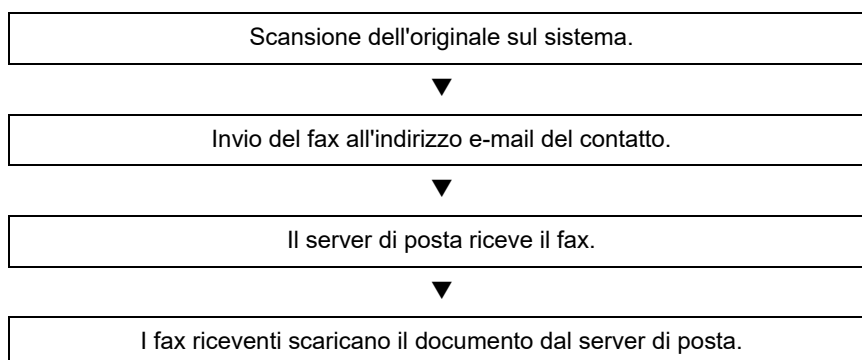 Scansione dell'originale sul sistema.
Invio del fax all'indirizzo e-mail del contatto.
Il server di posta riceve il fax.
I fax riceventi scaricano il documento dal server di posta.